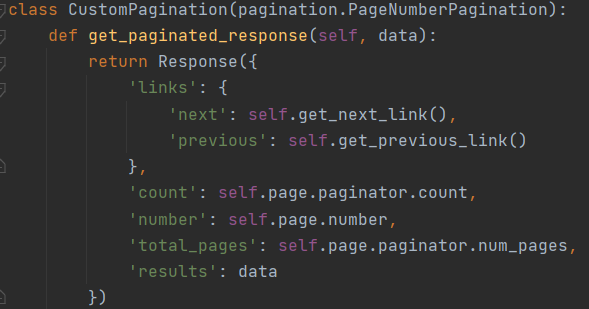 class CustomPagination(pagination.PageNumberPagination):
    def get_paginated_response(self, data):
        return Response({
            'links': {
                'next': self.get_next_link(),
                'previous': self.get_previous_link()
            },
            'count': self.page.paginator.count,
            'number': self.page.number,
            'total_pages': self.page.paginator.num_pages,
            'results': data
        })